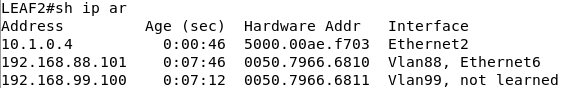 LEAF2#sh ip ar
Address         Age (sec)  Hardware Addr   Interface
10.1.0.4          0:00:46  5000.00ae.f703  Ethernet2
192.168.88.101    0:07:46  0050.7966.6810  Vlan88, Ethernet6
192.168.99.100    0:07:12  0050.7966.6811  Vlan99, not learned